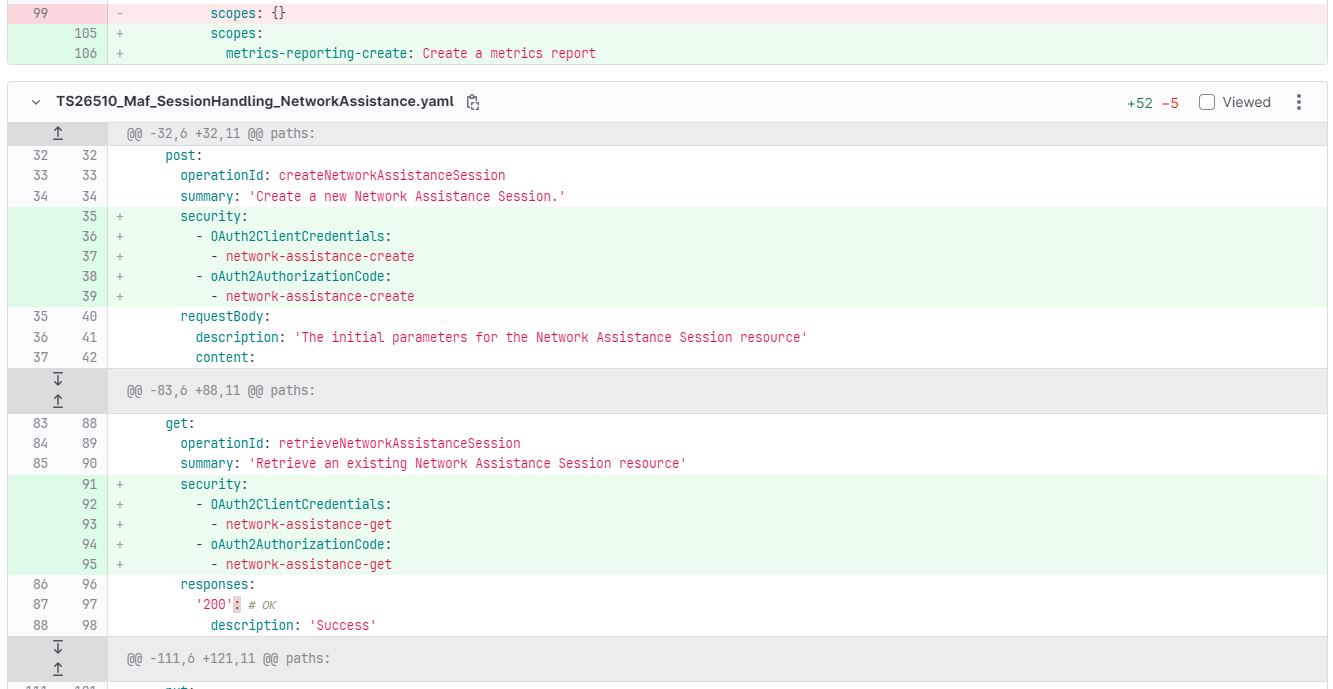 99 - scopes: {}
105 + scopes:
106 + metrics-reporting-create: Create a metrics report
TS26510_Maf_SessionHandling_NetworkAssistance.yaml +52 −5 Viewed
@@ -32,6 +32,11 @@ paths:
32 32 post:
33 33 operationId: createNetworkAssistanceSession
34 34 summary: 'Create a new Network Assistance Session.'
35 + security:
36 + - OAuth2ClientCredentials:
37 + - network-assistance-create
38 + - oAuth2AuthorizationCode:
39 + - network-assistance-create
35 40 requestBody:
36 41 description: 'The initial parameters for the Network Assistance Session resource'
37 42 content:
@@ -83,6 +88,11 @@ paths:
83 88 get:
84 89 operationId: retrieveNetworkAssistanceSession
85 90 summary: 'Retrieve an existing Network Assistance Session resource'
91 + security:
92 + - OAuth2ClientCredentials:
93 + - network-assistance-get
94 + - oAuth2AuthorizationCode:
95 + - network-assistance-get
86 96 responses:
87 97 '200': # OK
88 98 description: 'Success'
@@ -111,6 +121,11 @@ paths:
111 121 put: